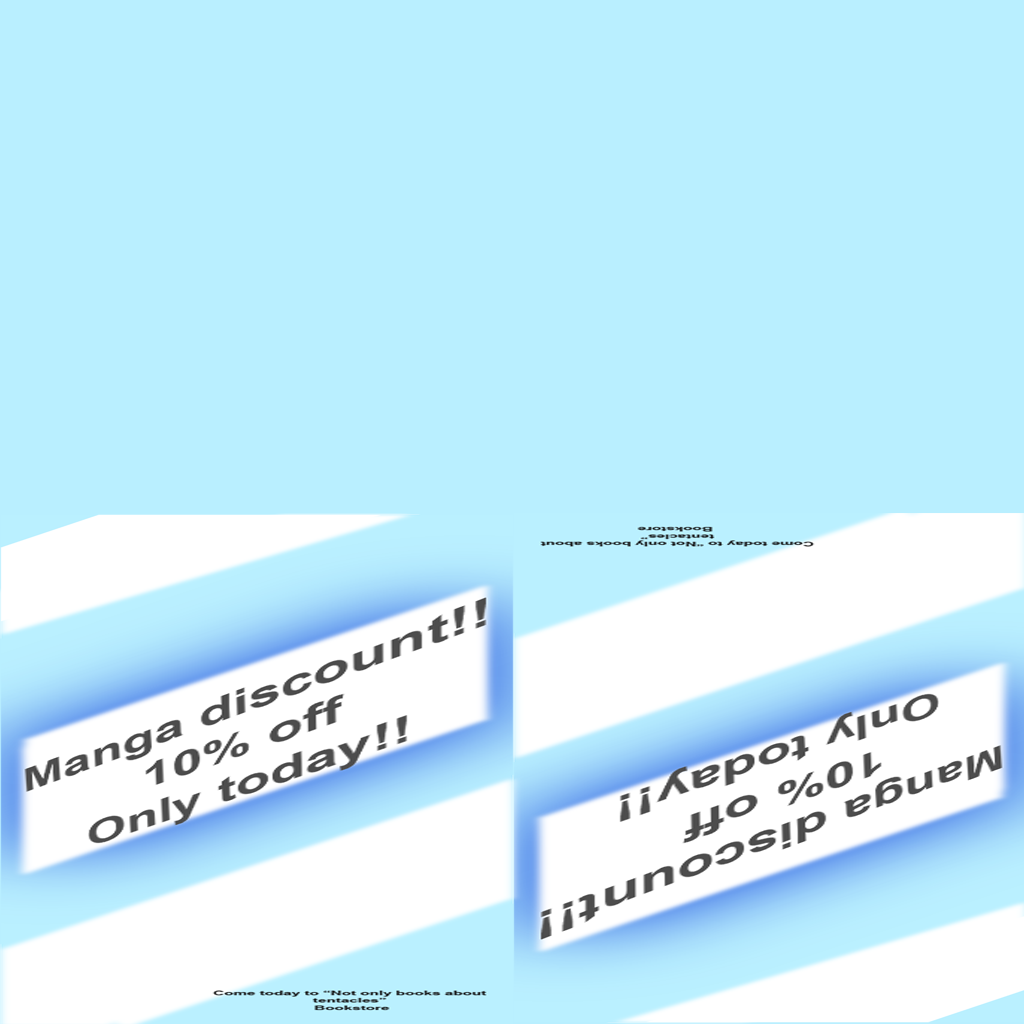 Manga discount!!
10% off
Only today!!
Come today to "Not only books about
tentacles"
Bookstore
Manga discount!!
10% off
Only today!!
Come today to "Not only books about
tentacles"
Bookstore